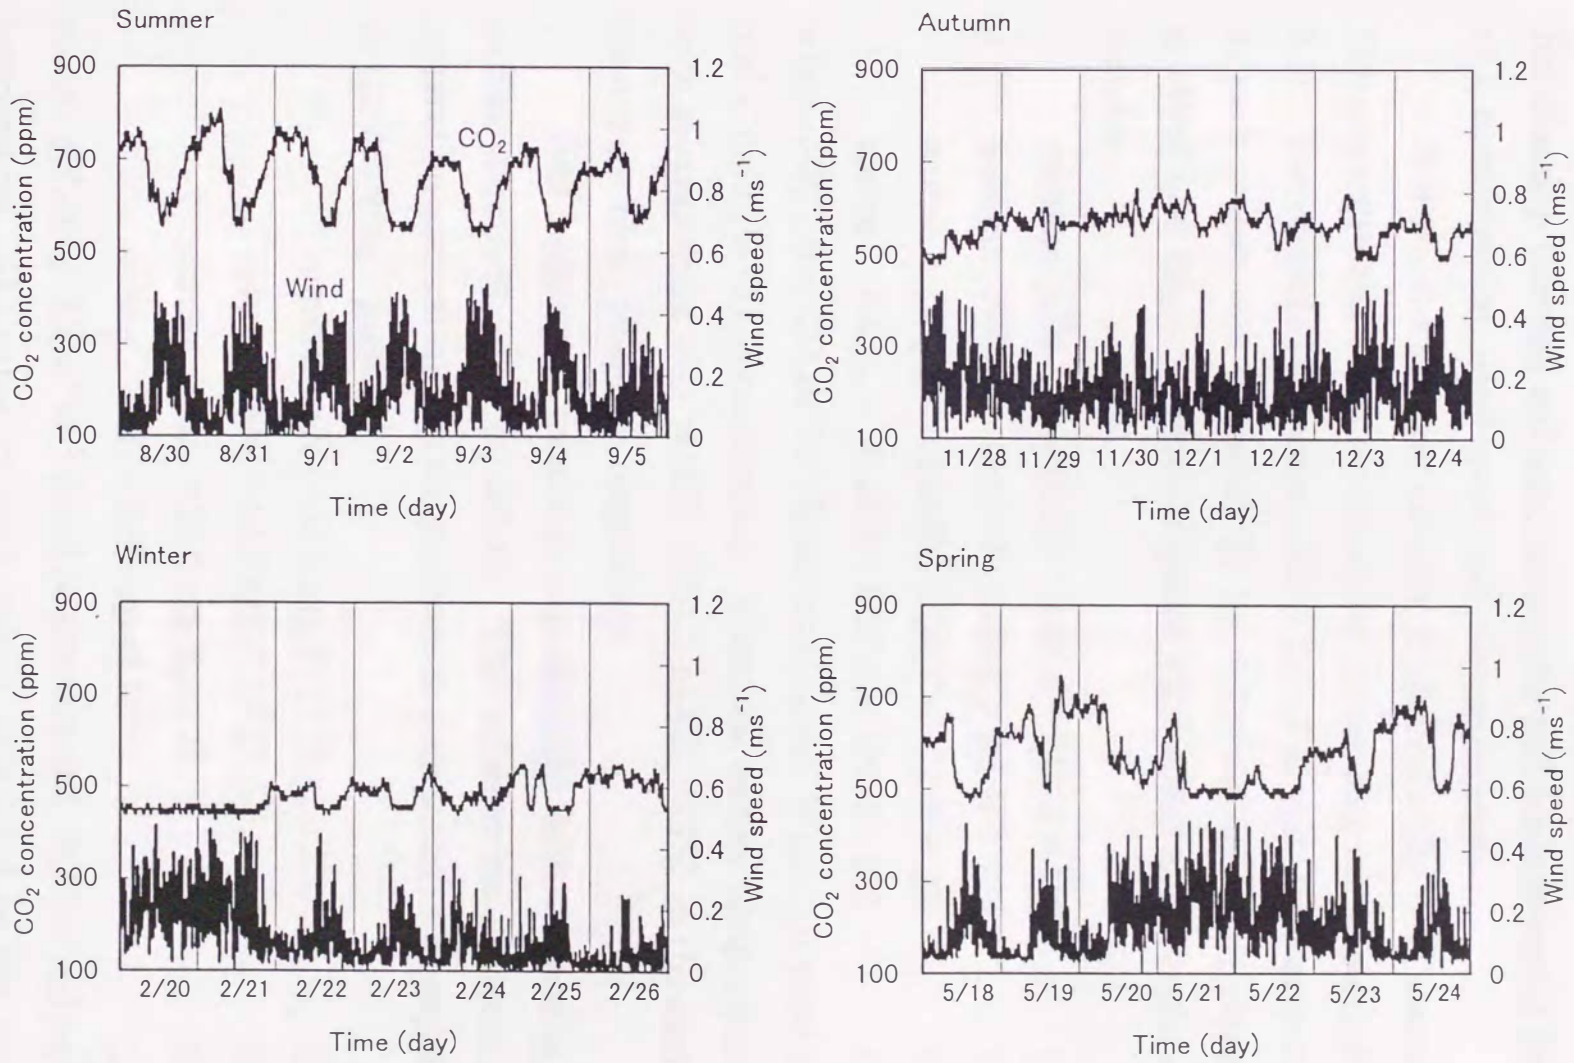 Summer
900
700
500
300
100
CO₂ concentration (ppm)
1.2
1
0.8
0.6
0.4
0.2
0
Wind speed (ms⁻¹)
CO₂
Wind
8/30 8/31 9/1 9/2 9/3 9/4 9/5
Time (day)
Autumn
900
700
500
300
100
CO₂ concentration (ppm)
1.2
1
0.8
0.6
0.4
0.2
0
Wind speed (ms⁻¹)
11/28 11/29 11/30 12/1 12/2 12/3 12/4
Time (day)
Winter
900
700
500
300
100
CO₂ concentration (ppm)
1.2
1
0.8
0.6
0.4
0.2
0
Wind speed (ms⁻¹)
2/20 2/21 2/22 2/23 2/24 2/25 2/26
Time (day)
Spring
900
700
500
300
100
CO₂ concentration (ppm)
1.2
1
0.8
0.6
0.4
0.2
0
Wind speed (ms⁻¹)
5/18 5/19 5/20 5/21 5/22 5/23 5/24
Time (day)